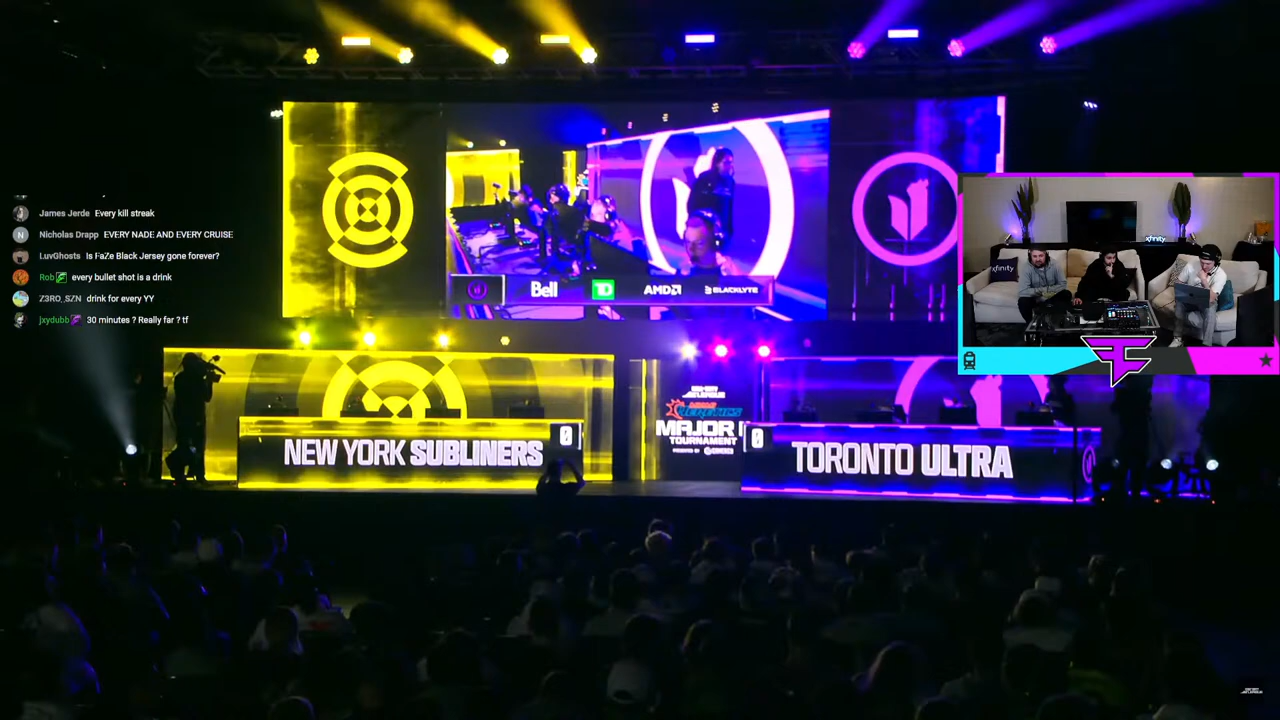 James Jerde Every kill streak
N Nicholas Drapp EVERY NADE AND EVERY CRUISE
LuvGhosts Is FaZe Black Jersey gone forever?
Rob every bullet shot is a drink
Z3RO_SZN drink for every YY
jxydubb 30 minutes ? Really far ? tf
Bell
TD
AMD
BLACKLYTE
xfinity
xfinity
NEW YORK SUBLINERS
0
MAJOR I
TOURNAMENT
0
TORONTO ULTRA